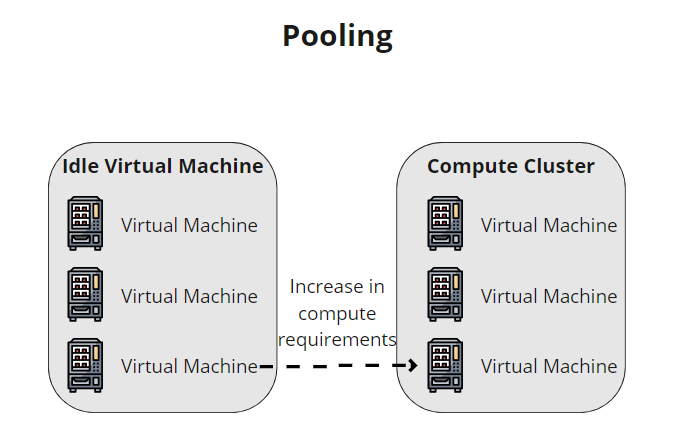 Pooling
Idle Virtual Machine
Virtual Machine
Virtual Machine
Virtual Machine
Increase in
compute
requirements
Compute Cluster
Virtual Machine
Virtual Machine
Virtual Machine